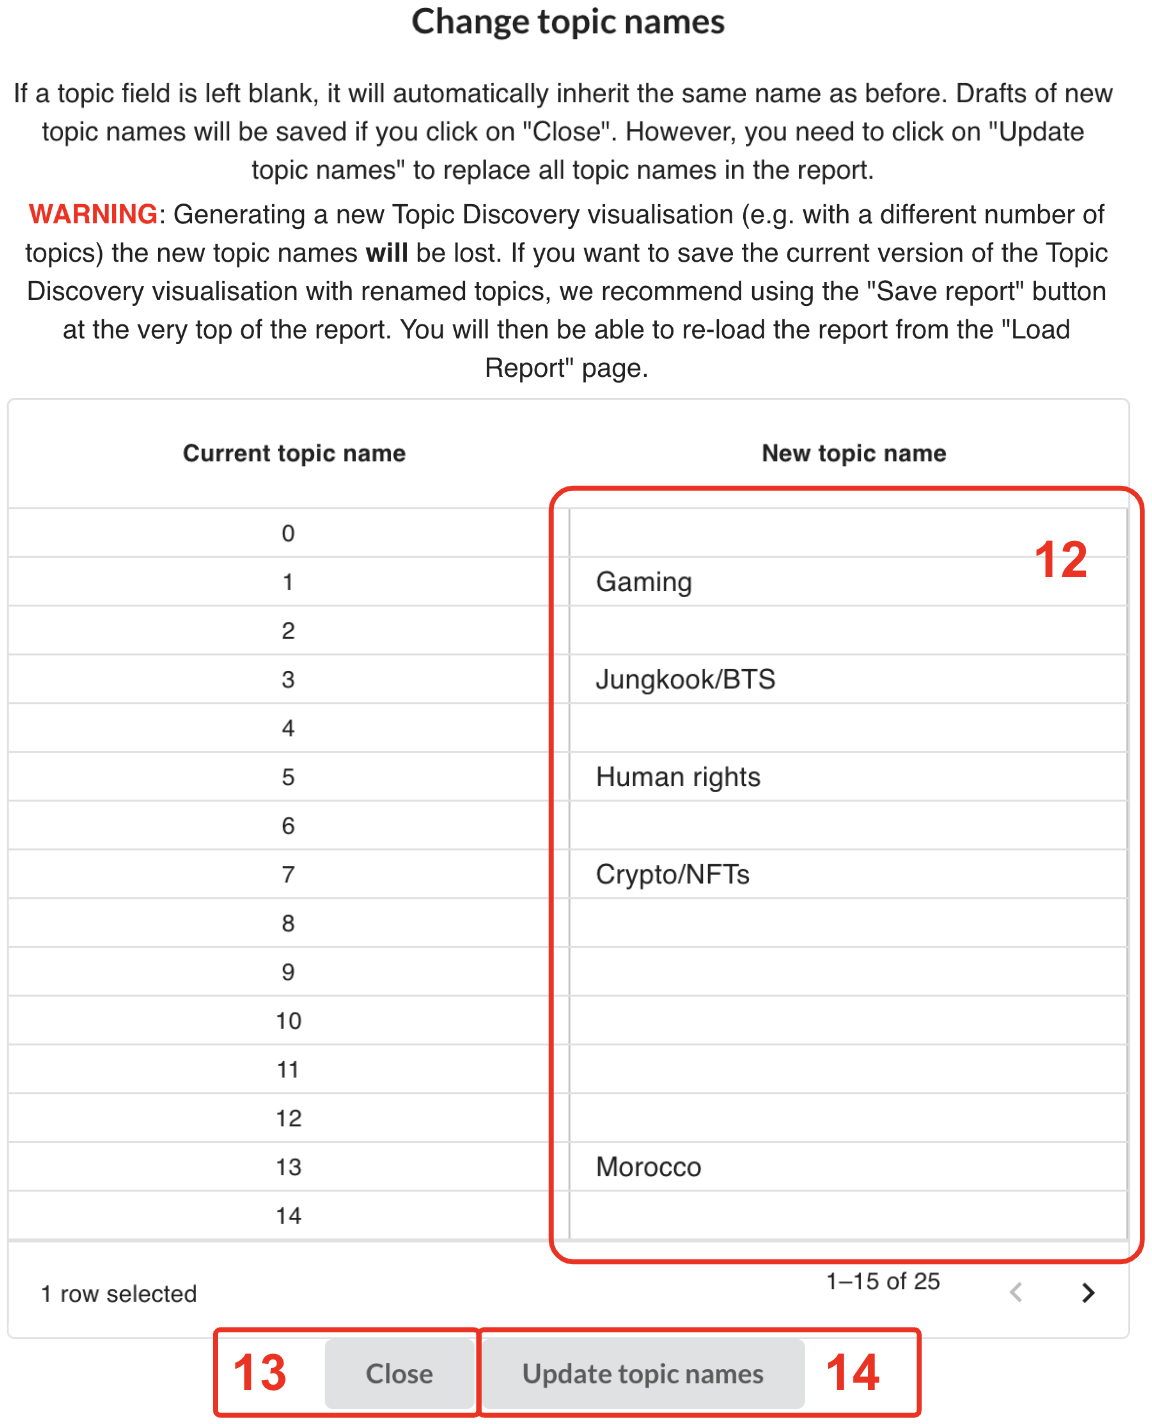 Change topic names
If a topic field is left blank, it will automatically inherit the same name as before. Drafts of new
topic names will be saved if you click on "Close". However, you need to click on "Update
topic names" to replace all topic names in the report.
WARNING: Generating a new Topic Discovery visualisation (e.g. with a different number of
topics) the new topic names will be lost. If you want to save the current version of the Topic
Discovery visualisation with renamed topics, we recommend using the "Save report" button
at the very top of the report. You will then be able to re-load the report from the "Load
Report" page.
Current topic name New topic name
0
12
1 Gaming
2
3 Jungkook/BTS
4
5 Human rights
6
7 Crypto/NFTs
8
9
10
11
12
13 Morocco
14
1 row selected 1–15 of 25
13 Close Update topic names 14